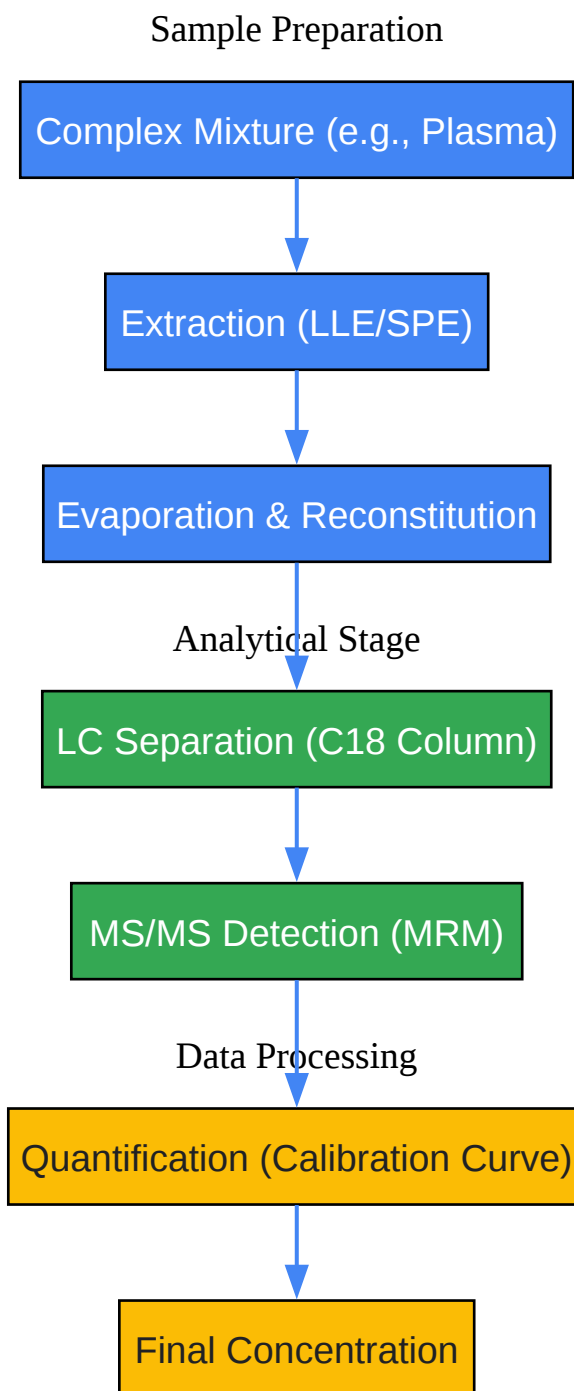 Sample Preparation
Complex Mixture (e.g., Plasma)
Extraction (LLE/SPE)
Evaporation & Reconstitution
Analytical Stage
LC Separation (C18 Column)
MS/MS Detection (MRM)
Data Processing
Quantification (Calibration Curve)
Final Concentration